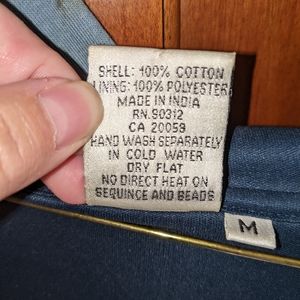 SHELL: 100% COTTON
LINING: 100% POLYESTER
MADE IN INDIA
RN. 90312
CA 20059
HAND WASH SEPARATELY
IN COLD WATER
DRY FLAT
NO DIRECT HEAT ON
SEQUINCE AND BEADS
M